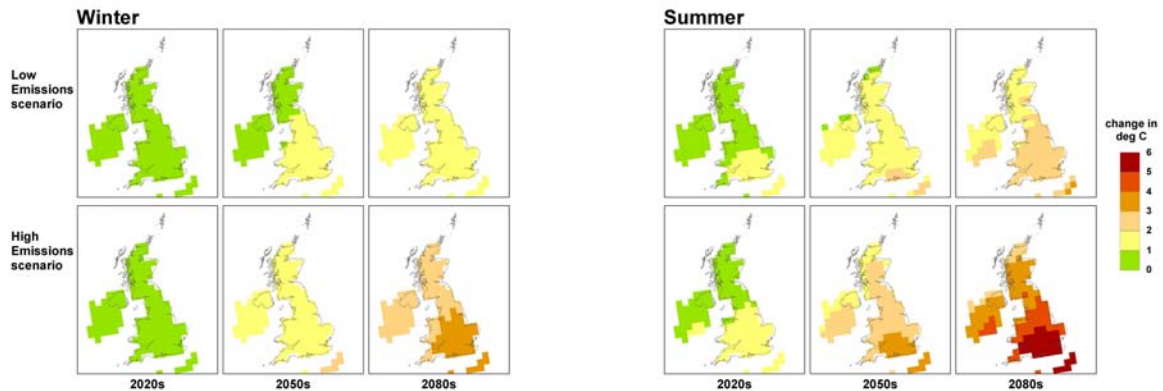 Winter
Summer
Low
Emissions
scenario
change in
deg C
6
5
4
3
2
1
0
High
Emissions
scenario
2020s
2050s
2080s
2020s
2050s
2080s